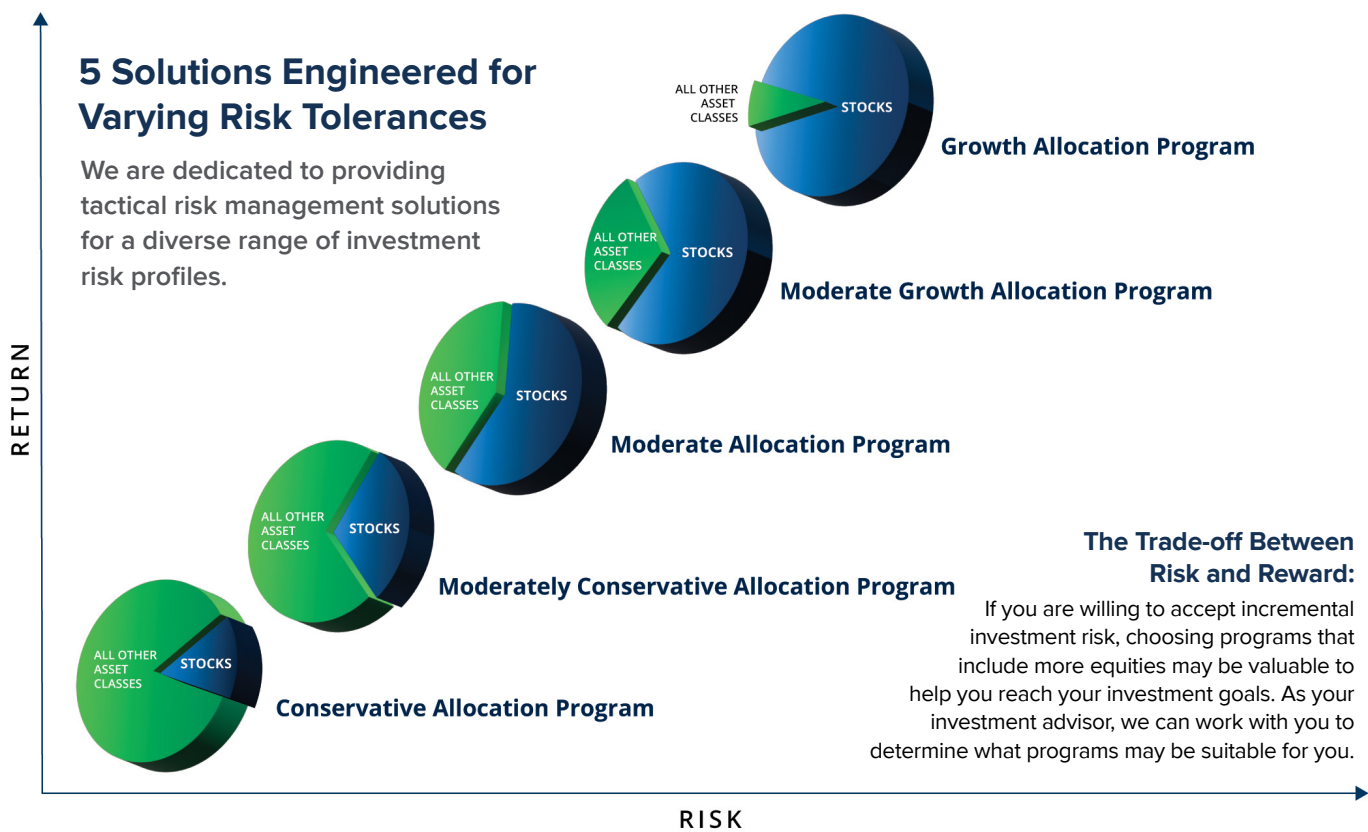 5 Solutions Engineered for
Varying Risk Tolerances
We are dedicated to providing
tactical risk management solutions
for a diverse range of investment
risk profiles.
ALL OTHER
ASSET
CLASSES
STOCKS
Growth Allocation Program
ALL OTHER
ASSET
CLASSES
STOCKS
Moderate Growth Allocation Program
ALL OTHER
ASSET
CLASSES
STOCKS
Moderate Allocation Program
ALL OTHER
ASSET
CLASSES
STOCKS
Moderately Conservative Allocation Program
ALL OTHER
ASSET
CLASSES
STOCKS
Conservative Allocation Program
The Trade-off Between
Risk and Reward:
If you are willing to accept incremental
investment risk, choosing programs that
include more equities may be valuable to
help you reach your investment goals. As your
investment advisor, we can work with you to
determine what programs may be suitable for you.
RETURN
RISK